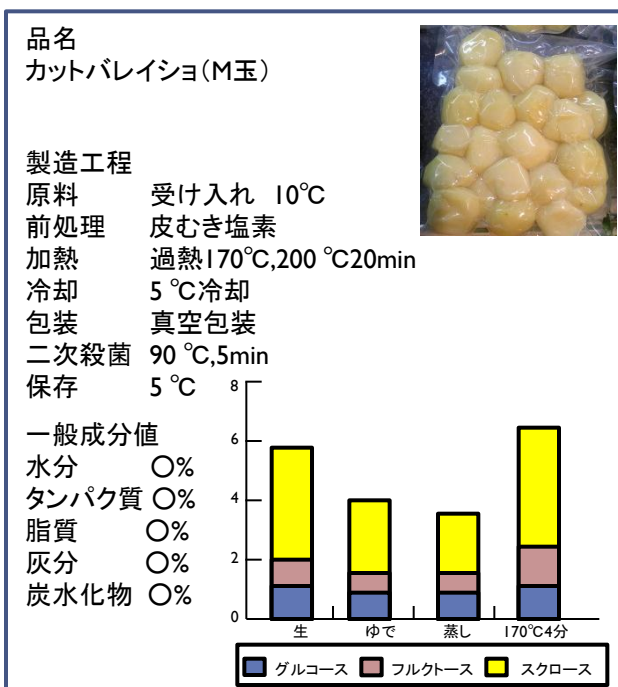 品名
カットバレイショ(M玉)
製造工程
原料 受け入れ 10℃
前処理 皮むき塩素
加熱 過熱170℃,200 ℃20min
冷却 5 ℃冷却
包装 真空包装
二次殺菌 90 ℃,5min
保存 5 ℃
一般成分値
水分 〇%
タンパク質 〇%
脂質 〇%
灰分 〇%
炭水化物 〇%
8
6
4
2
0
生 ゆで 蒸し 170℃4分
グルコース フルクトース スクロース